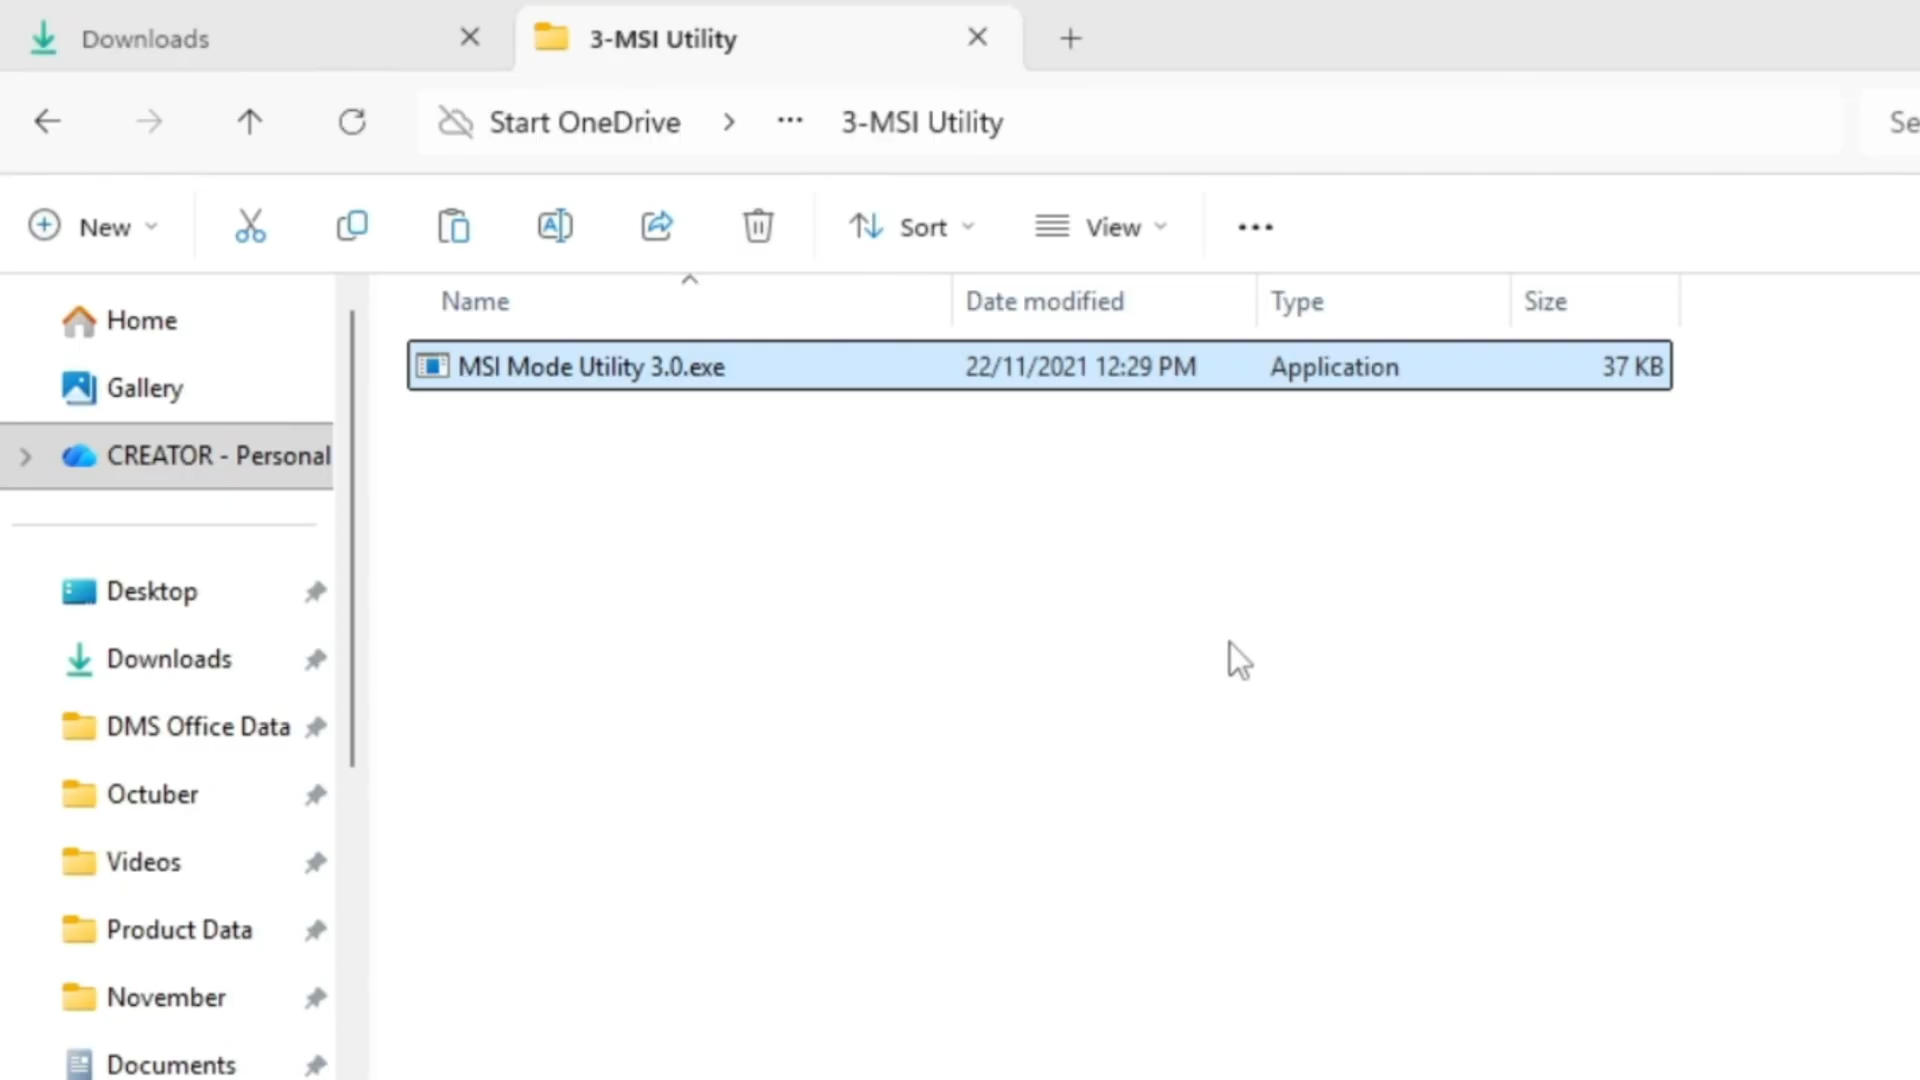 Downloads
3-MSI Utility
Start OneDrive > ... 3-MSI Utility
Se
New
Sort
View
Name
Date modified
Type
Size
MSI Mode Utility 3.0.exe 22/11/2021 12:29 PM Application 37 KB
Home
Gallery
CREATOR - Personal
Desktop
Downloads
DMS Office Data
Octuber
Videos
Product Data
November
Documents